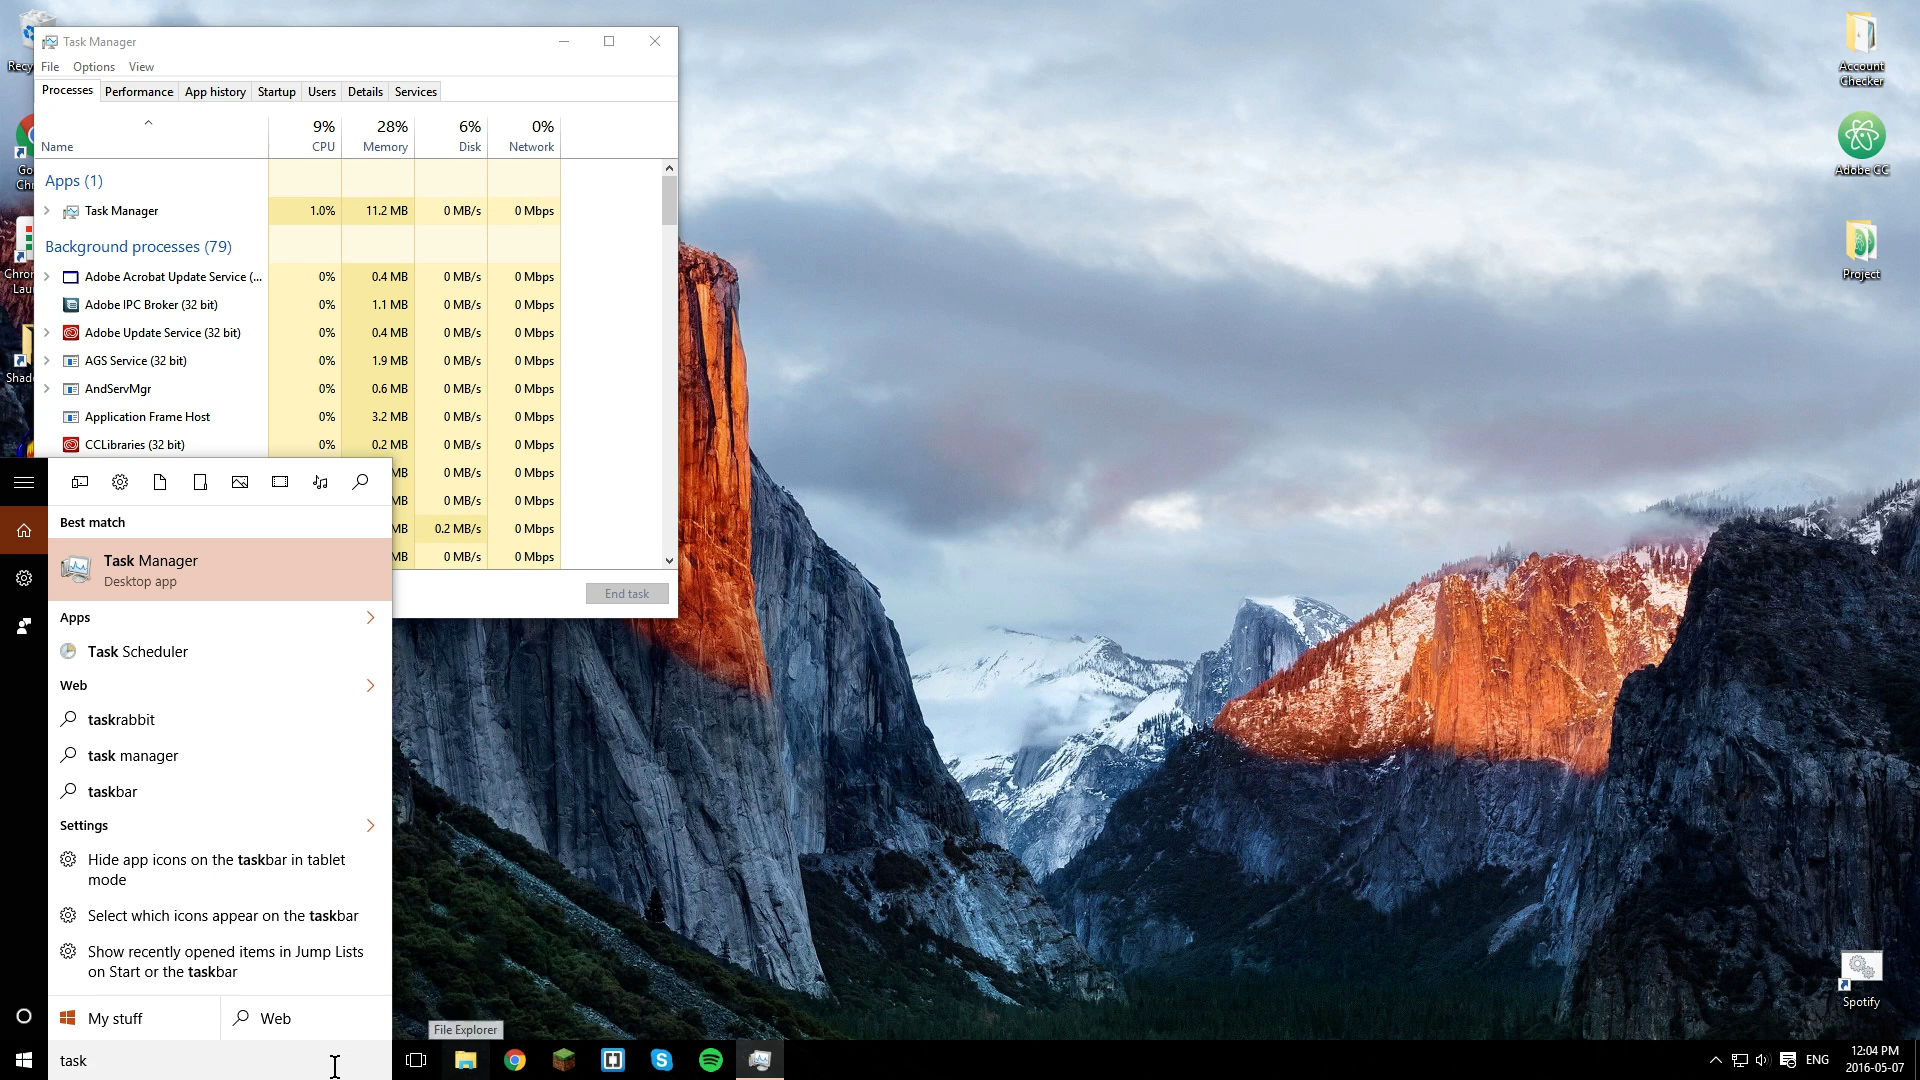 Recy
Task Manager
File Options View
Processes Performance App history Startup Users Details Services
9% 28% 6% 0%
Name CPU Memory Disk Network
Apps (1)
Task Manager 1.0% 11.2 MB 0 MB/s 0 Mbps
Background processes (79)
Adobe Acrobat Update Service (... 0% 0.4 MB 0 MB/s 0 Mbps
Adobe IPC Broker (32 bit) 0% 1.1 MB 0 MB/s 0 Mbps
Adobe Update Service (32 bit) 0% 0.4 MB 0 MB/s 0 Mbps
AGS Service (32 bit) 0% 1.9 MB 0 MB/s 0 Mbps
AndServMgr 0% 0.6 MB 0 MB/s 0 Mbps
Application Frame Host 0% 3.2 MB 0 MB/s 0 Mbps
CCLibraries (32 bit) 0% 0.2 MB 0 MB/s 0 Mbps
MB 0 MB/s 0 Mbps
MB 0 MB/s 0 Mbps
MB 0.2 MB/s 0 Mbps
MB 0 MB/s 0 Mbps
End task
Go
Chr
Chron
Lau
Shad
Best match
Task Manager
Desktop app
Apps
Task Scheduler
Web
taskrabbit
task manager
taskbar
Settings
Hide app icons on the taskbar in tablet
mode
Select which icons appear on the taskbar
Show recently opened items in Jump Lists
on Start or the taskbar
My stuff Web
task
File Explorer
Account
Checker
Adobe CC
Project
Spotify
ENG
12:04 PM
2016-05-07